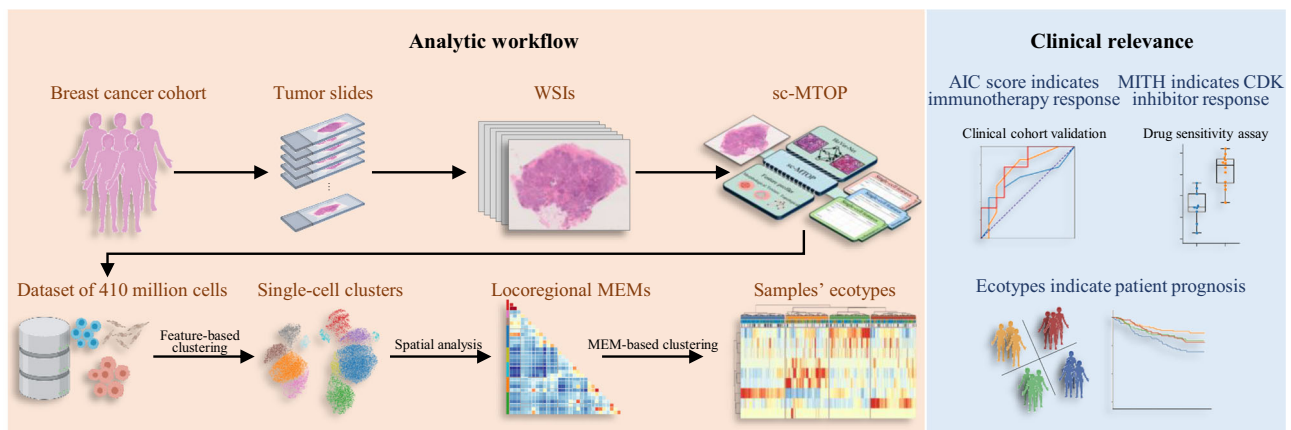 Analytic workflow
Breast cancer cohort
Tumor slides
WSIs
sc-MTOP
sc-MTOP
Dataset of 410 million cells
Single-cell clusters
Locoregional MEMs
Samples’ ecotypes
Feature-based
clustering
Spatial analysis
MEM-based clustering
Clinical relevance
AIC score indicates
immunotherapy response
MITH indicates CDK
inhibitor response
Clinical cohort validation
Drug sensitivity assay
Ecotypes indicate patient prognosis